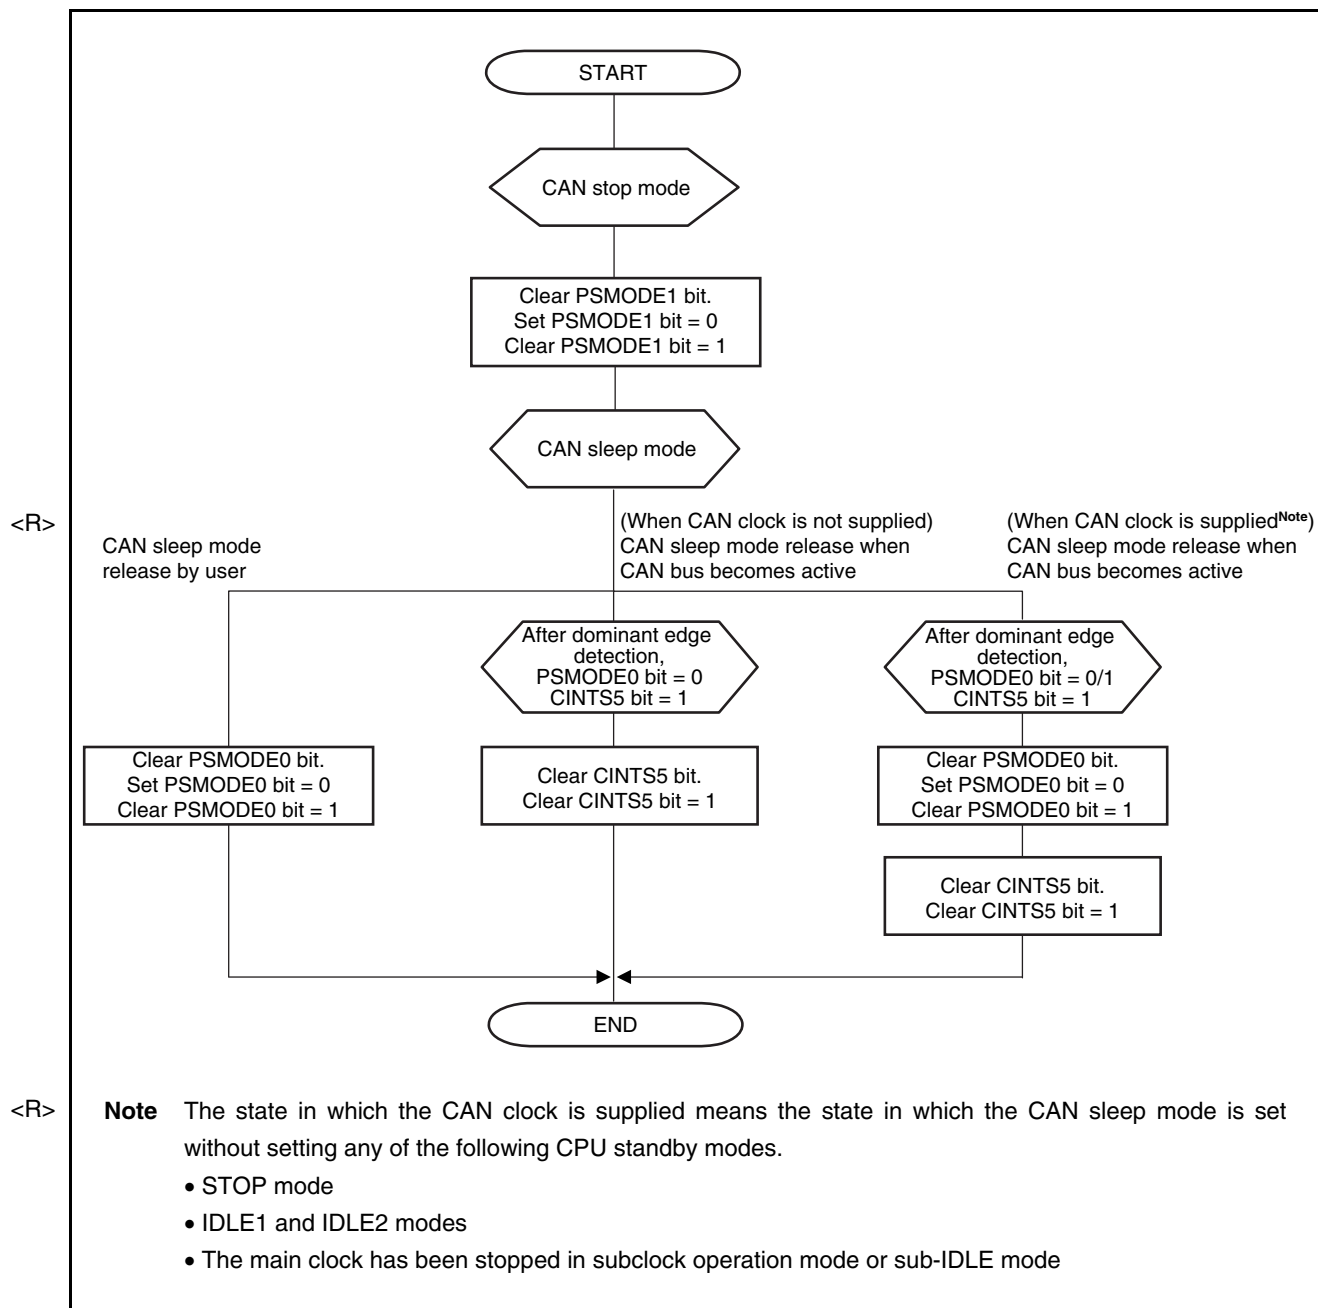 START
CAN stop mode
Clear PSMODE1 bit.
Set PSMODE1 bit = 0
Clear PSMODE1 bit = 1
CAN sleep mode
<R>
CAN sleep mode
release by user
(When CAN clock is not supplied)
CAN sleep mode release when
CAN bus becomes active
(When CAN clock is supplied Note)
CAN sleep mode release when
CAN bus becomes active
After dominant edge
detection,
PSMODE0 bit = 0
CINTS5 bit = 1
After dominant edge
detection,
PSMODE0 bit = 0/1
CINTS5 bit = 1
Clear PSMODE0 bit.
Set PSMODE0 bit = 0
Clear PSMODE0 bit = 1
Clear CINTS5 bit.
Clear CINTS5 bit = 1
Clear PSMODE0 bit.
Set PSMODE0 bit = 0
Clear PSMODE0 bit = 1
Clear CINTS5 bit.
Clear CINTS5 bit = 1
END
<R>
Note The state in which the CAN clock is supplied means the state in which the CAN sleep mode is set
without setting any of the following CPU standby modes.
• STOP mode
• IDLE1 and IDLE2 modes
• The main clock has been stopped in subclock operation mode or sub-IDLE mode